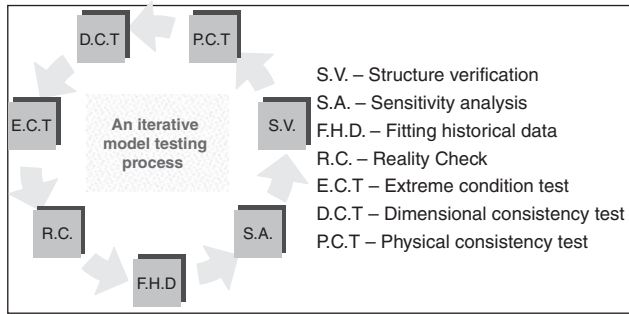 D.C.T
P.C.T
E.C.T
An iterative
model testing
process
S.V.
R.C.
S.A.
F.H.D
S.V. – Structure verification
S.A. – Sensitivity analysis
F.H.D. – Fitting historical data
R.C. – Reality Check
E.C.T – Extreme condition test
D.C.T – Dimensional consistency test
P.C.T – Physical consistency test